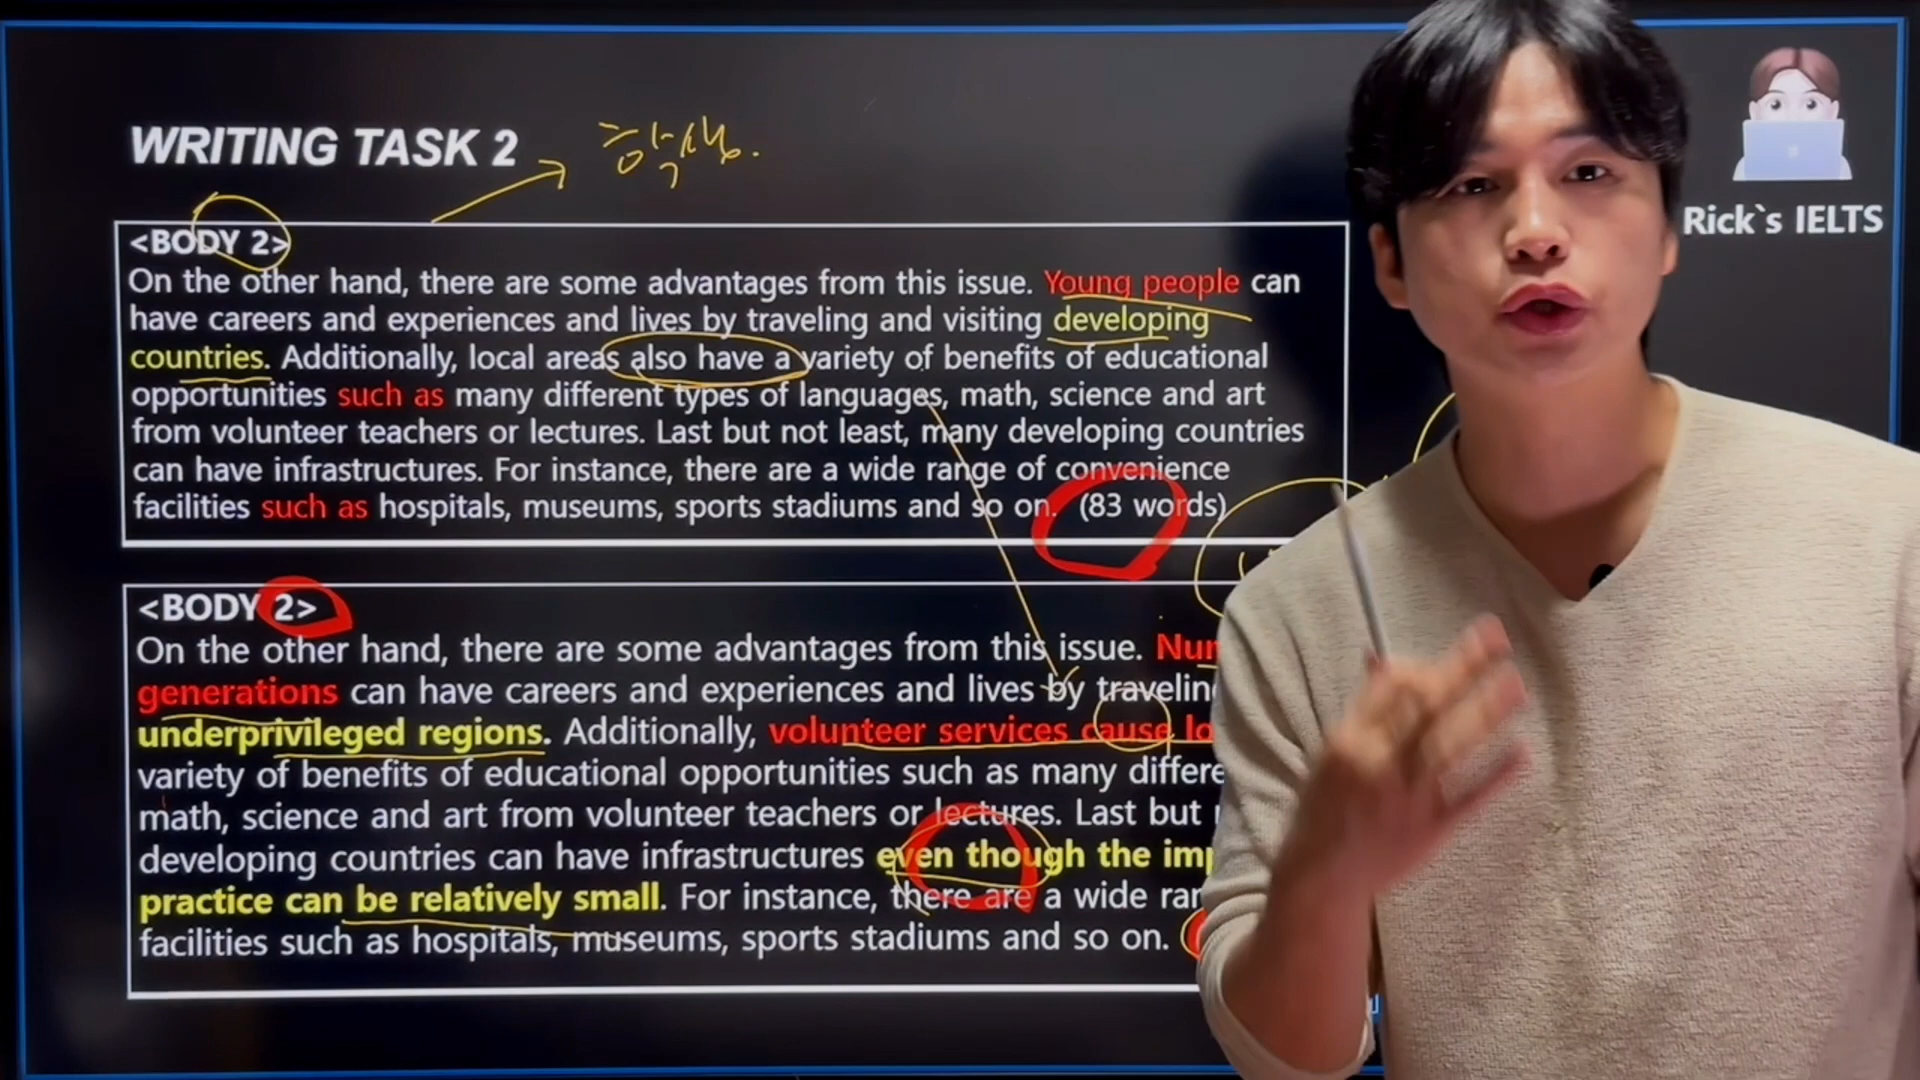 WRITING TASK 2
학생.
Rick`s IELTS
<BODY 2>
On the other hand, there are some advantages from this issue. Young people can
have careers and experiences and lives by traveling and visiting developing
countries. Additionally, local areas also have a variety of benefits of educational
opportunities such as many different types of languages, math, science and art
from volunteer teachers or lectures. Last but not least, many developing countries
can have infrastructures. For instance, there are a wide range of convenience
facilities such as hospitals, museums, sports stadiums and so on. (83 words)
<BODY 2>
On the other hand, there are some advantages from this issue.
generations can have careers and experiences and lives by
underprivileged regions. Additionally, volunteer services cause
variety of benefits of educational opportunities such as many
math, science and art from volunteer teachers or lectures. Last but
developing countries can have infrastructures even though the
practice can be relatively small. For instance, there are a wide
facilities such as hospitals, museums, sports stadiums and so on.